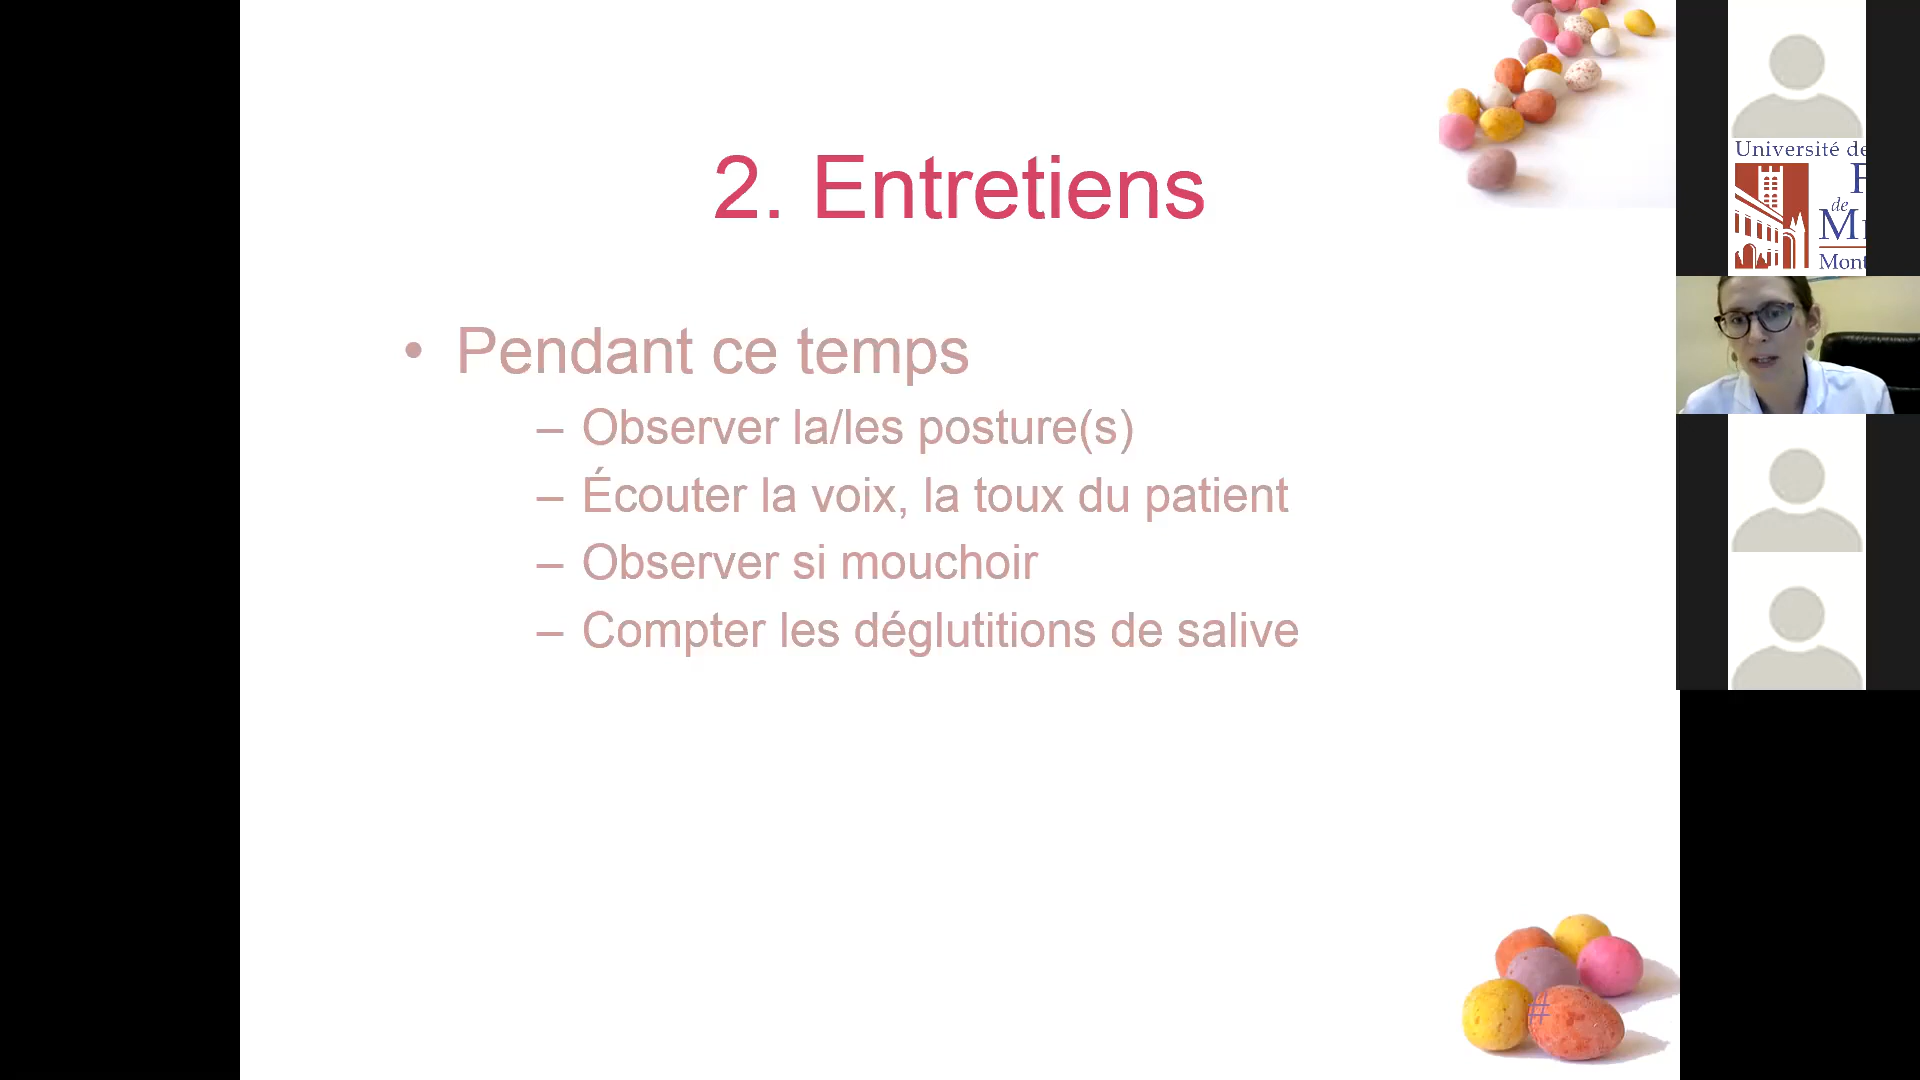 2. Entretiens
• Pendant ce temps
– Observer la/les posture(s)
– Écouter la voix, la toux du patient
– Observer si mouchoir
– Compter les déglutitions de salive
#
Université de
de
Mont